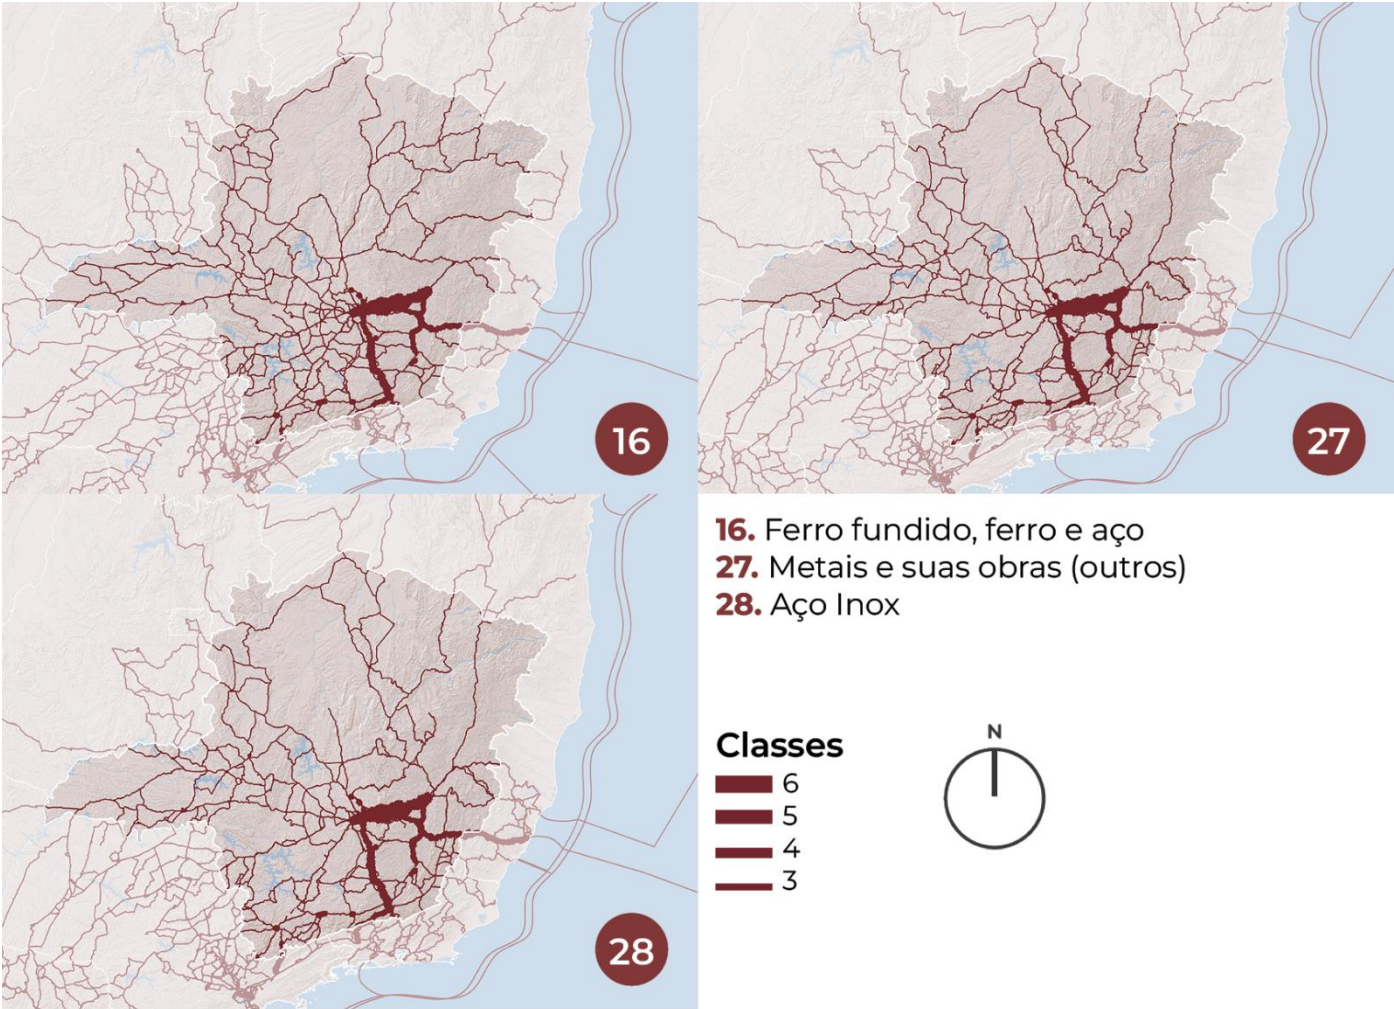 16
27
28
16. Ferro fundido, ferro e aço
27. Metais e suas obras (outros)
28. Aço Inox
Classes
6
5
4
3
N